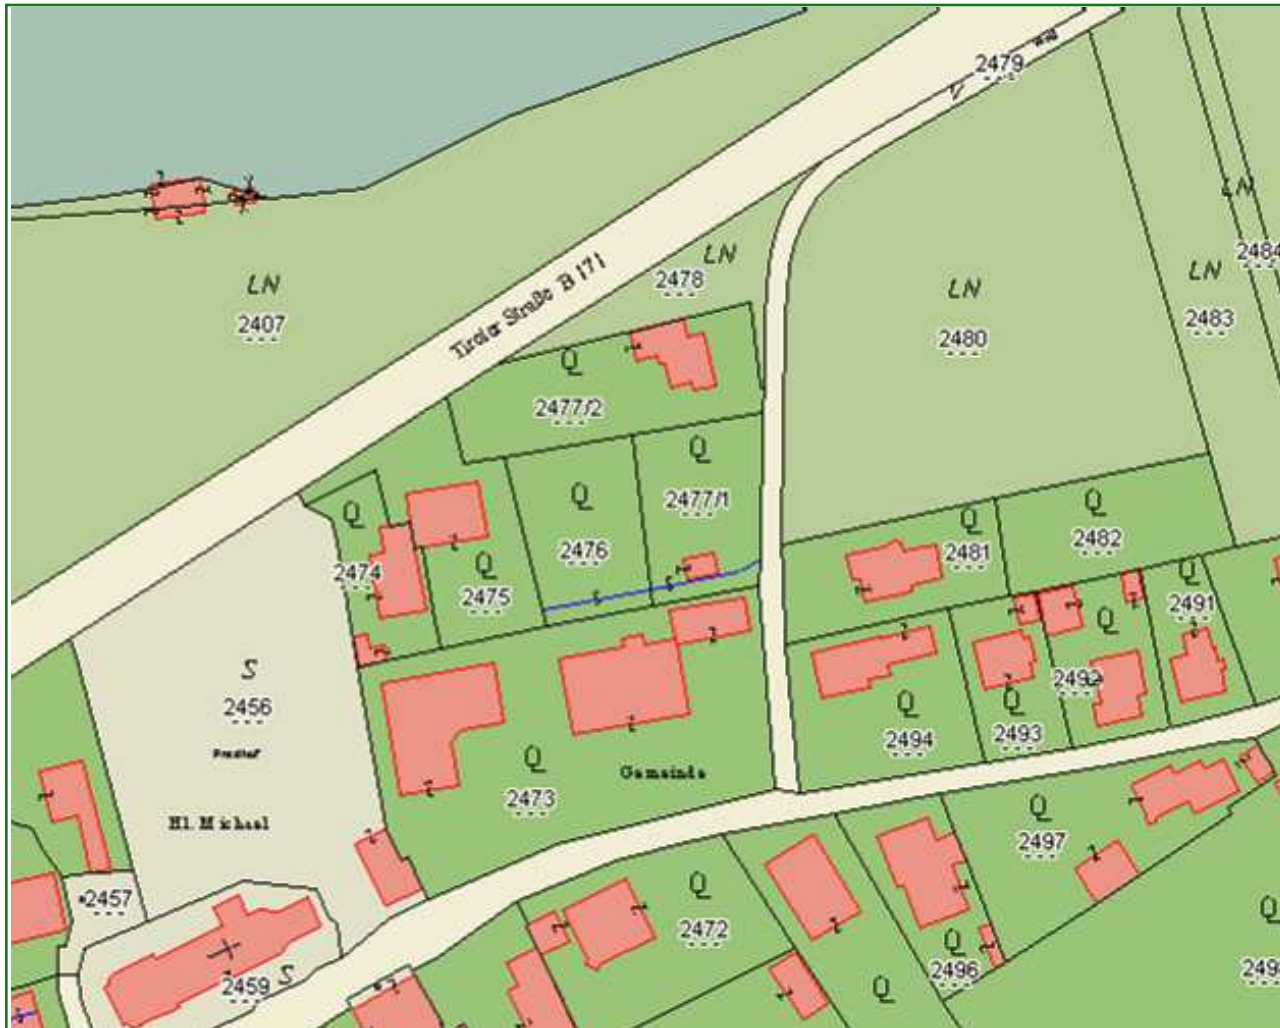 2479
V
LN
LN
2484
LN
2478
LN
2407
LN
2483
2480
Tiroler Straße B 171
Q
2477/2
Q
2477/1
Q
2476
Q
2474
Q
2475
Q
2481
Q
2482
Q
2491
Q
2492
Q
2493
Q
2494
S
2456
Friedhof
Hl. Michael
Q
2473
Gemeinde
Q
2497
2457
Q
2472
2459
S
Q
2496
Q
Q